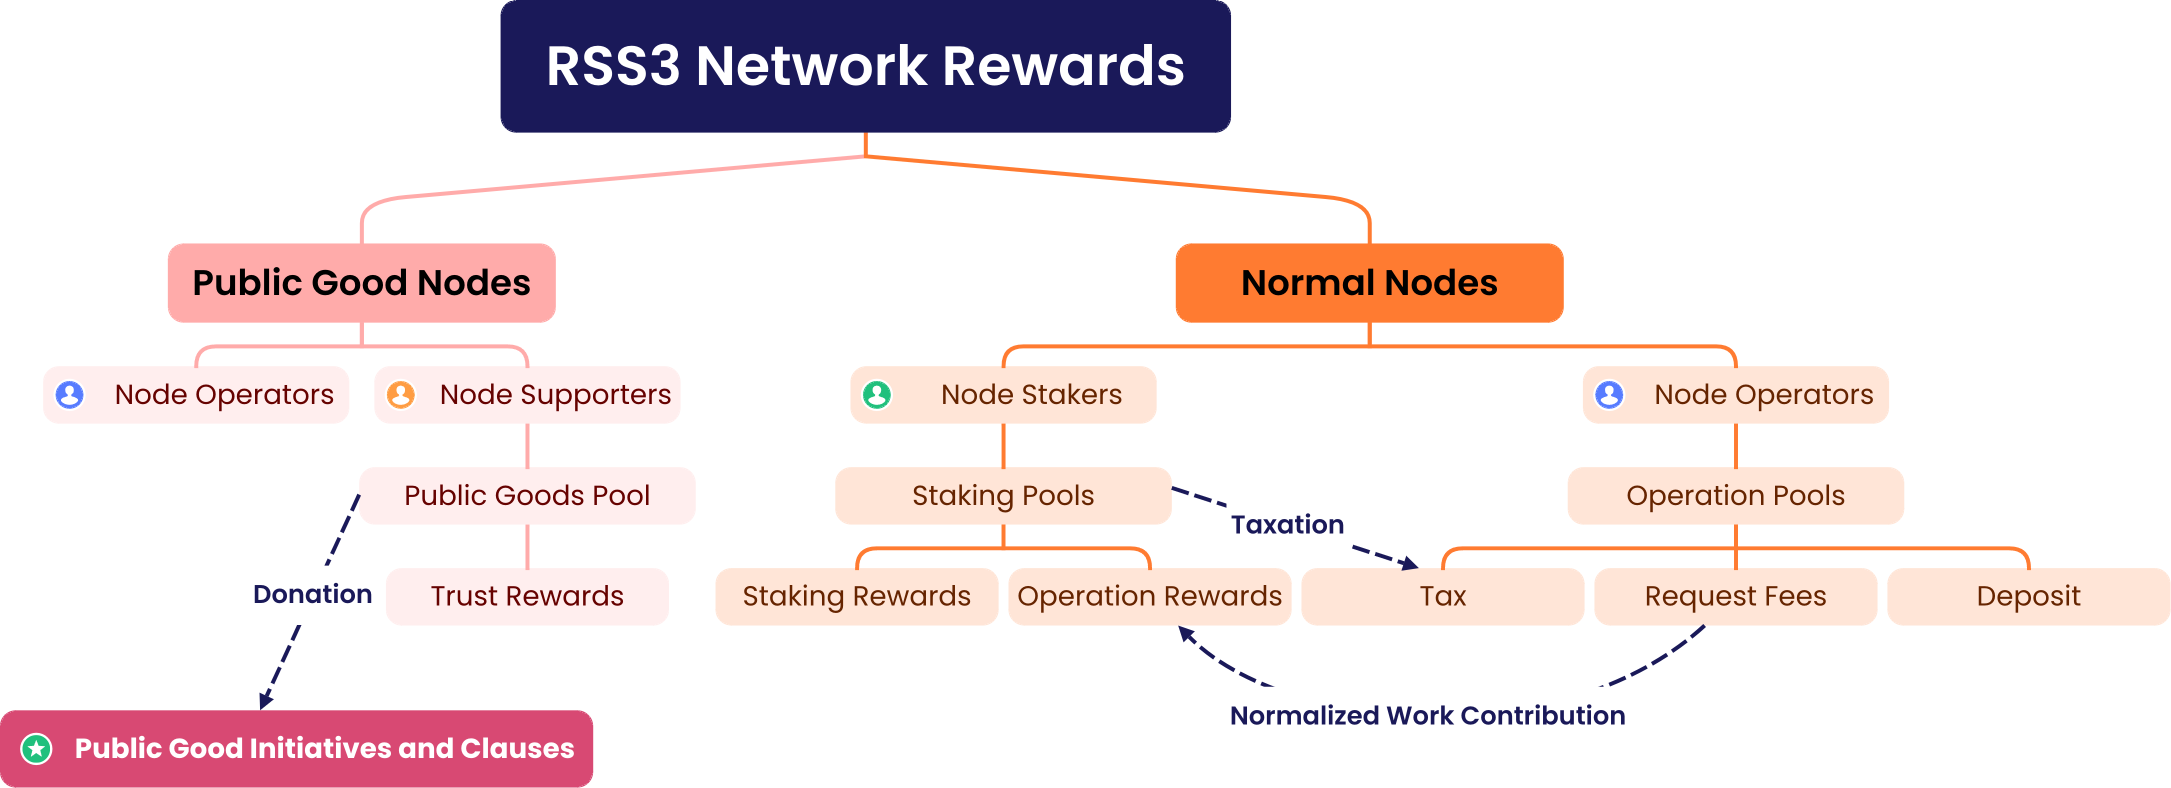 RSS3 Network Rewards
Public Good Nodes
Normal Nodes
Node Operators
Node Supporters
Node Stakers
Node Operators
Public Goods Pool
Staking Pools
Operation Pools
Taxation
Donation
Trust Rewards
Staking Rewards
Operation Rewards
Tax
Request Fees
Deposit
Normalized Work Contribution
Public Good Initiatives and Clauses